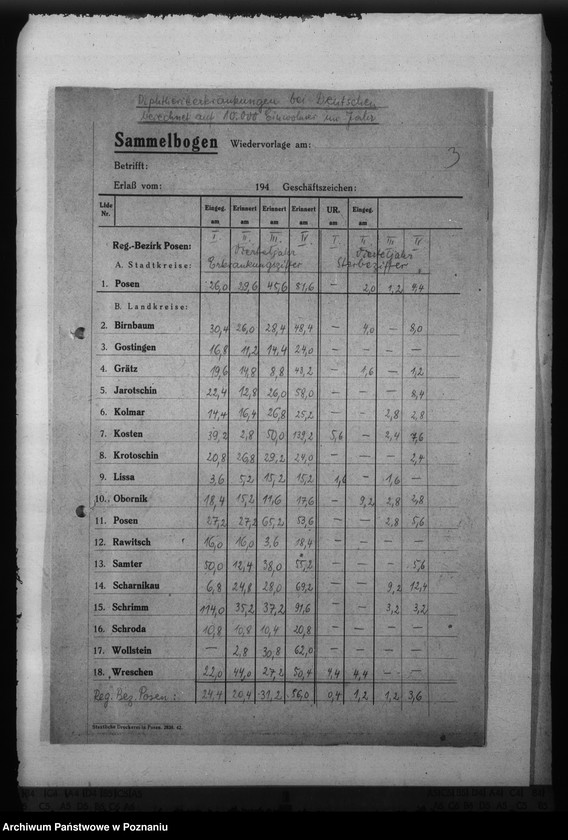 Diphtherieerkrankungen bei Deutschen
berechnet auf 10.000 Einwohner im Jahr
Sammelbogen Wiedervorlage am:
3
Betrifft:
Erlaß vom: 194 Geschäftszeichen:
Lfde Nr. Eingeg. am Erinnert am Erinnert am Erinnert am UR. am Eingeg. am
I. II. III. IV. I. II. III. IV.
Reg.-Bezirk Posen: Vierteljahr Vierteljahr
A. Stadtkreise: Erkrankungsziffer Sterbeziffer
1. Posen 26,0 29,6 45,6 81,6 — 2,0 1,2 9,4
B. Landkreise:
2. Birnbaum 30,4 26,0 28,4 48,4 — 4,0 — 8,0
3. Gostingen 16,8 11,2 14,4 24,0 — — — —
4. Grätz 19,6 14,8 8,8 43,2 — 1,6 — 1,2
5. Jarotschin 22,4 12,8 26,0 58,0 — — — 8,4
6. Kolmar 14,4 16,4 26,8 25,2 — — 2,8 2,8
7. Kosten 39,2 2,8 50,0 139,2 5,6 — 2,4 7,6
8. Krotoschin 20,8 26,8 29,2 24,0 — — — 2,4
9. Lissa 3,6 5,2 15,2 15,2 1,6 — 1,6 —
10. Obornik 18,4 15,2 11,6 17,6 — 9,2 2,8 2,8
11. Posen 27,2 27,2 65,2 53,6 — — 2,8 5,6
12. Rawitsch 16,0 16,0 3,6 18,4 — — — —
13. Samter 50,0 12,4 38,0 55,2 — — — 5,6
14. Scharnikau 6,8 24,8 28,0 69,2 — — 9,2 12,4
15. Schrimm 114,0 35,2 37,2 91,6 — — 3,2 3,2
16. Schroda 10,8 10,8 10,4 20,8 — — — —
17. Wollstein — 2,8 30,8 62,0 — — — —
18. Wreschen 22,0 44,0 27,2 50,4 4,4 4,4 — —
Reg. Bez. Posen: 24,4 20,4 31,2 56,0 0,4 1,2 1,2 3,6
Staatliche Druckerei in Posen. 2820. 42.
Archiwum Państwowe w Poznaniu